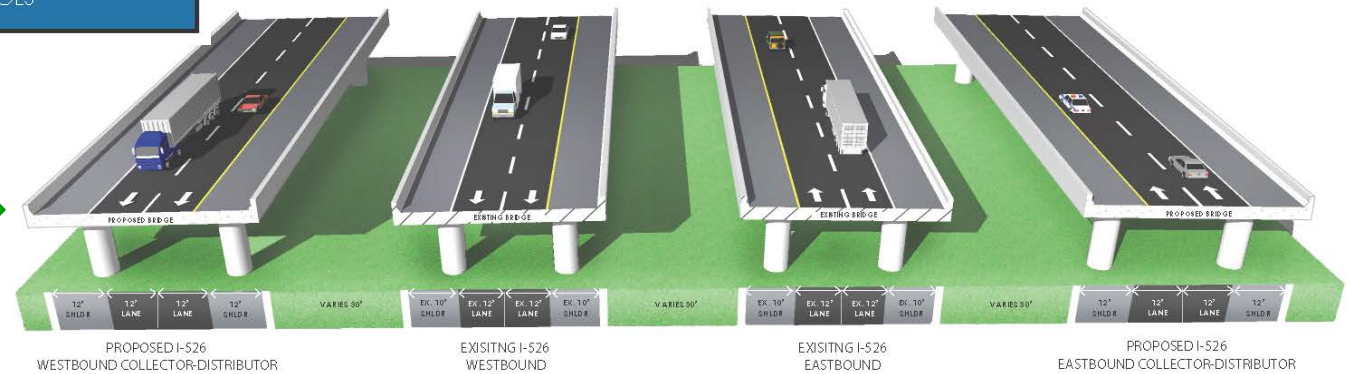 PROPOSED BRIDGE
EXISTING BRIDGE
EXISTING BRIDGE
PROPOSED BRIDGE
12' SHLDR
12' LANE
12' LANE
12' SHLDR
VARIES 30'
EX. 10' SHLDR
EX. 12' LANE
EX. 12' LANE
EX. 10' SHLDR
VARIES 30'
EX. 10' SHLDR
EX. 12' LANE
EX. 12' LANE
EX. 10' SHLDR
VARIES 30'
12' SHLDR
12' LANE
12' LANE
12' SHLDR
PROPOSED I-526
WESTBOUND COLLECTOR-DISTRIBUTOR
EXISITNG I-526
WESTBOUND
EXISITNG I-526
EASTBOUND
PROPOSED I-526
EASTBOUND COLLECTOR-DISTRIBUTOR